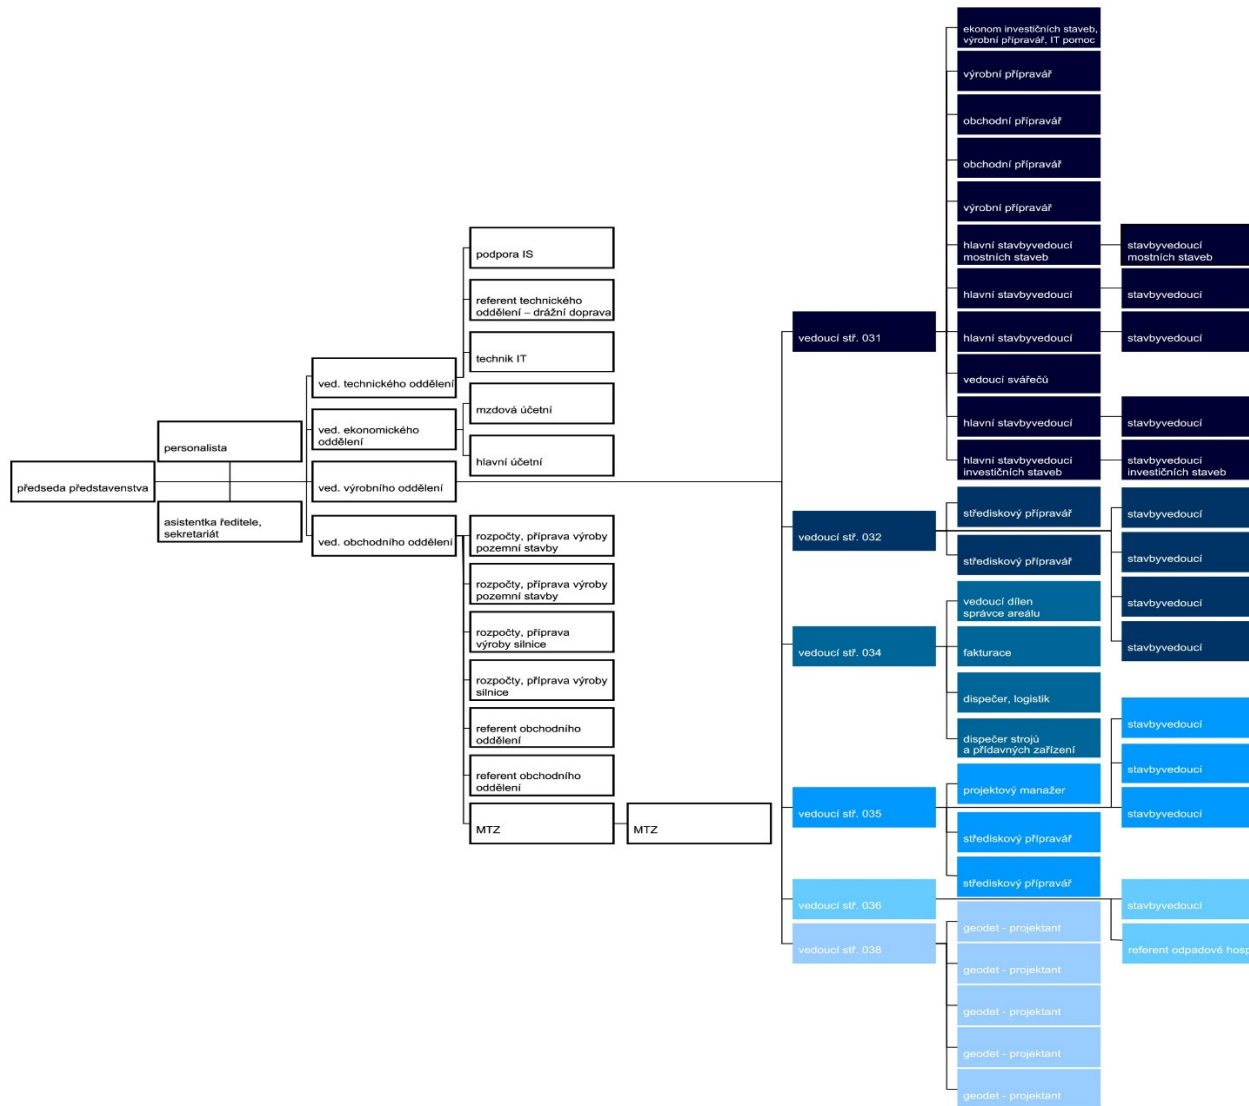 předseda představenstva
personalista
asistentka ředitele,
sekretariát
ved. technického oddělení
ved. ekonomického
oddělení
ved. výrobního oddělení
ved. obchodního oddělení
podpora IS
referent technického
oddělení – drážní doprava
technik IT
mzdová účetní
hlavní účetní
rozpočty, příprava výroby
pozemní stavby
rozpočty, příprava výroby
pozemní stavby
rozpočty, příprava
výroby silnice
rozpočty, příprava výroby
silnice
referent obchodního
oddělení
referent obchodního
oddělení
MTZ
MTZ
vedoucí stř. 031
ekonom investičních staveb,
výrobní přípravář, IT pomoc
výrobní přípravář
obchodní přípravář
obchodní přípravář
výrobní přípravář
hlavní stavbyvedoucí
mostních staveb
stavbyvedoucí
mostních staveb
hlavní stavbyvedoucí
stavbyvedoucí
hlavní stavbyvedoucí
stavbyvedoucí
vedoucí svářečů
hlavní stavbyvedoucí
stavbyvedoucí
hlavní stavbyvedoucí
investičních staveb
stavbyvedoucí
investičních staveb
vedoucí stř. 032
střediskový přípravář
střediskový přípravář
stavbyvedoucí
stavbyvedoucí
stavbyvedoucí
stavbyvedoucí
vedoucí stř. 034
vedoucí dílen
správce areálu
fakturace
dispečer, logistik
dispečer strojů
a přídavných zařízení
vedoucí stř. 035
projektový manažer
střediskový přípravář
střediskový přípravář
stavbyvedoucí
stavbyvedoucí
stavbyvedoucí
vedoucí stř. 036
stavbyvedoucí
referent odpadové hosp
vedoucí stř. 038
geodet - projektant
geodet - projektant
geodet - projektant
geodet - projektant
geodet - projektant